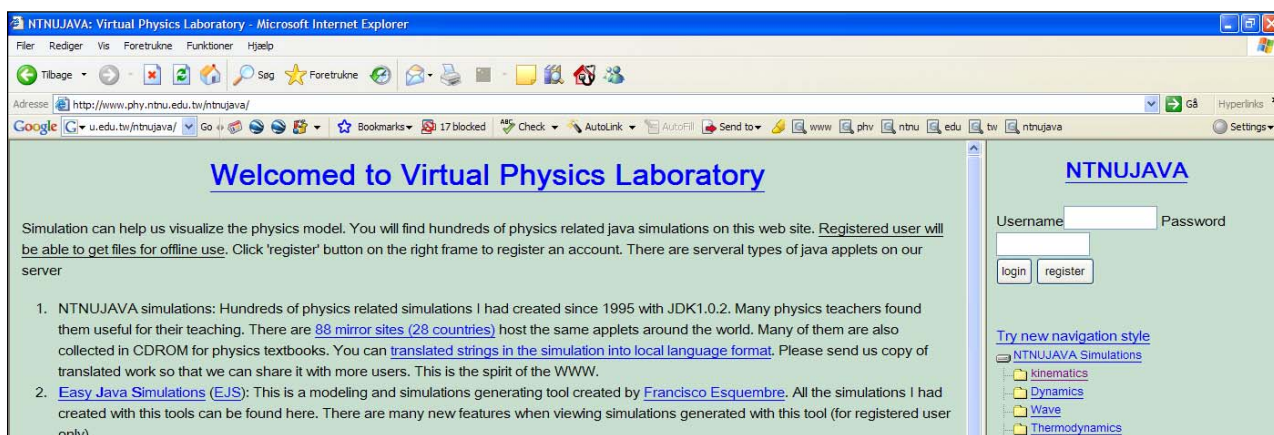 NTNUJAVA: Virtual Physics Laboratory - Microsoft Internet Explorer
Filer Rediger Vis Foretrukne Funktioner Hjælp
Tilbage Søg Foretrukne
Adresse http://www.phy.ntnu.edu.tw/ntnujava/ Gå Hyperlinks
Google u.edu.tw/ntnujava/ Go Bookmarks 17 blocked Check AutoLink AutoFill Send to www phv ntnu edu tw ntnujava Settings
Welcomed to Virtual Physics Laboratory
Simulation can help us visualize the physics model. You will find hundreds of physics related java simulations on this web site. Registered user will
be able to get files for offline use. Click 'register' button on the right frame to register an account. There are serveral types of java applets on our
server
1. NTNUJAVA simulations: Hundreds of physics related simulations I had created since 1995 with JDK1.0.2. Many physics teachers found
them useful for their teaching. There are 88 mirror sites (28 countries) host the same applets around the world. Many of them are also
collected in CDROM for physics textbooks. You can translated strings in the simulation into local language format. Please send us copy of
translated work so that we can share it with more users. This is the spirit of the WWW.
2. Easy Java Simulations (EJS): This is a modeling and simulations generating tool created by Francisco Esquembre. All the simulations I had
created with this tools can be found here. There are many new features when viewing simulations generated with this tool (for registered user
only)
NTNUJAVA
Username Password
login register
Try new navigation style
NTNUJAVA Simulations
kinematics
Dynamics
Wave
Thermodynamics